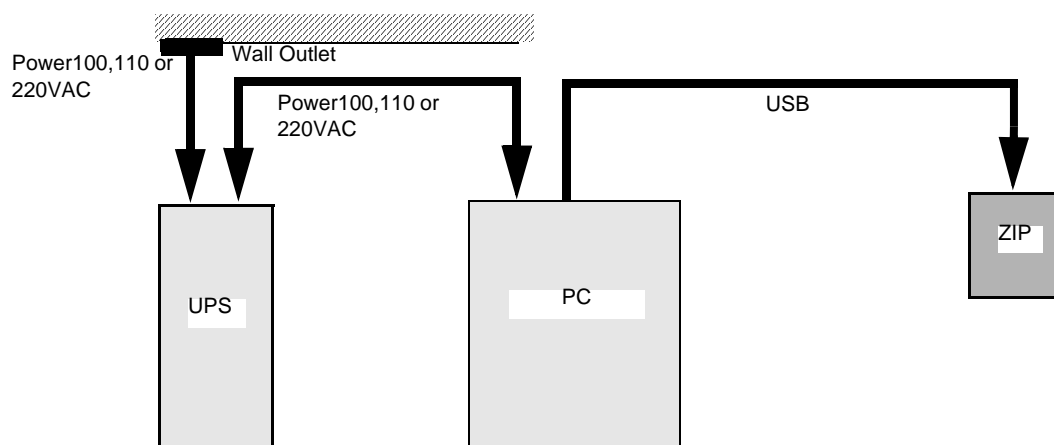 Wall Outlet
Power100,110 or
220VAC
Power100,110 or
220VAC
USB
ZIP
UPS
PC